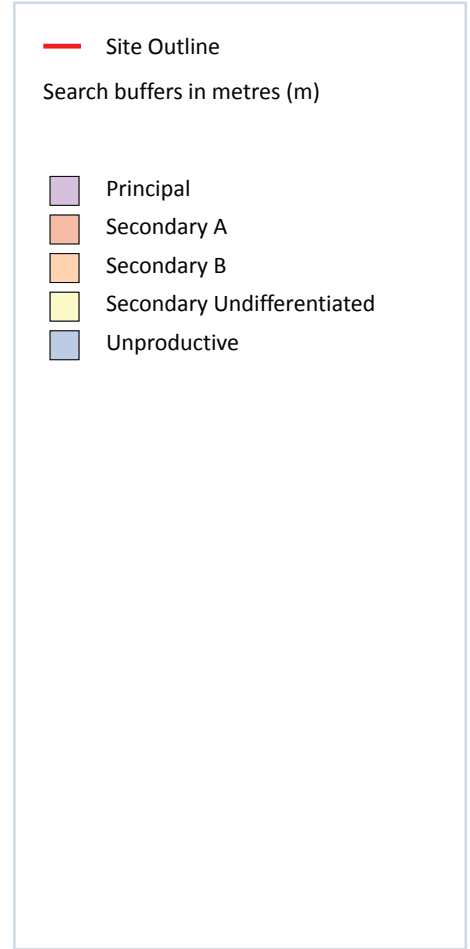 Site Outline
Search buffers in metres (m)
Principal
Secondary A
Secondary B
Secondary Undifferentiated
Unproductive